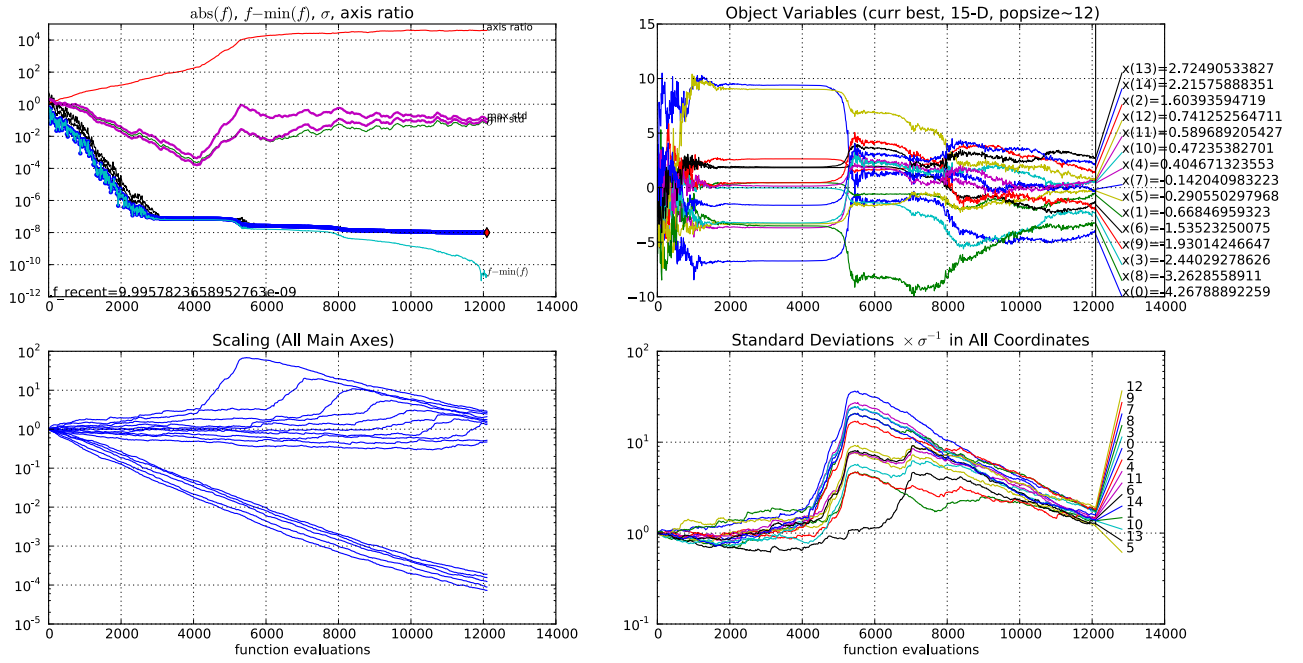 abs(f), f−min(f), σ, axis ratio
10^4
10^2
10^0
10^-2
10^-4
10^-6
10^-8
10^-10
10^-12
axis ratio
max std
min std
f−min(f)
f_recent=9.9957823658952763e-09
0 2000 4000 6000 8000 10000 12000 14000
Object Variables (curr best, 15-D, popsize~12)
15
10
5
0
−5
−10
0 2000 4000 6000 8000 10000 12000 14000
x(13)=2.72490533827
x(14)=2.21575888351
x(2)=1.60393594719
x(12)=0.741252564711
x(11)=0.589689205427
x(10)=0.47235382701
x(4)=0.404671323553
x(7)=-0.142040983223
x(5)=-0.290550297968
x(1)=-0.66846959323
x(6)=-1.53523250075
x(9)=-1.93014246647
x(3)=-2.44029278626
x(8)=-3.2628558911
x(0)=-4.26788892259
Scaling (All Main Axes)
10^2
10^1
10^0
10^-1
10^-2
10^-3
10^-4
10^-5
0 2000 4000 6000 8000 10000 12000 14000
function evaluations
Standard Deviations × σ^−1 in All Coordinates
10^2
10^1
10^0
10^-1
12
9
7
8
3
0
2
4
11
6
14
1
10
13
5
0 2000 4000 6000 8000 10000 12000 14000
function evaluations